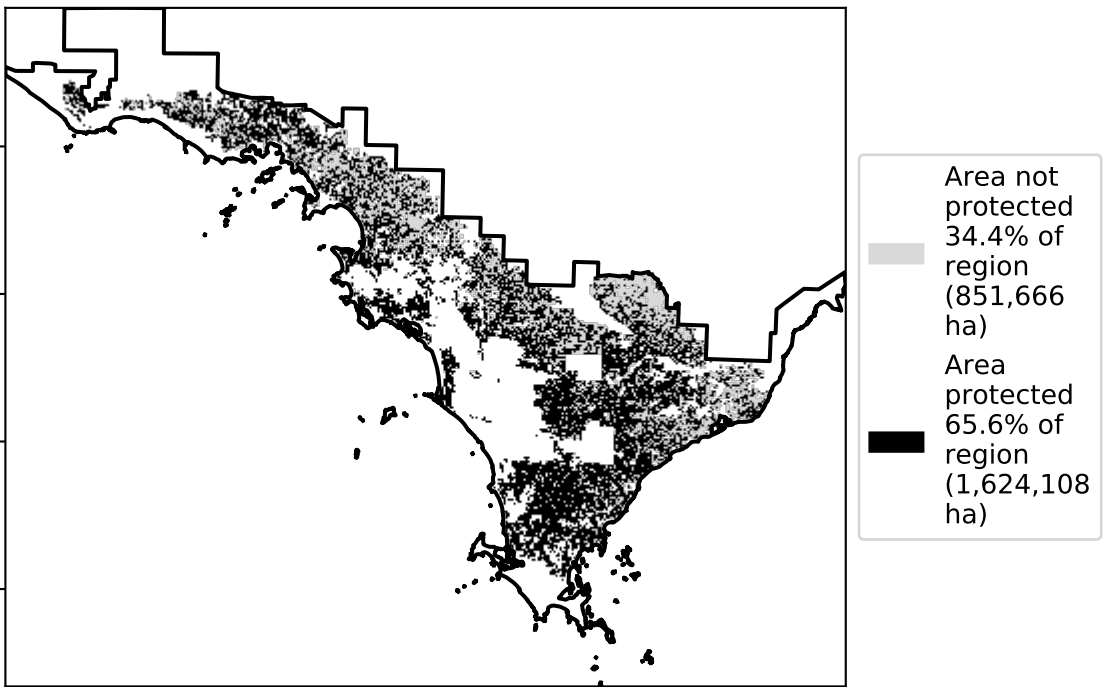 Area not
protected
34.4% of
region
(851,666
ha)
Area
protected
65.6% of
region
(1,624,108
ha)